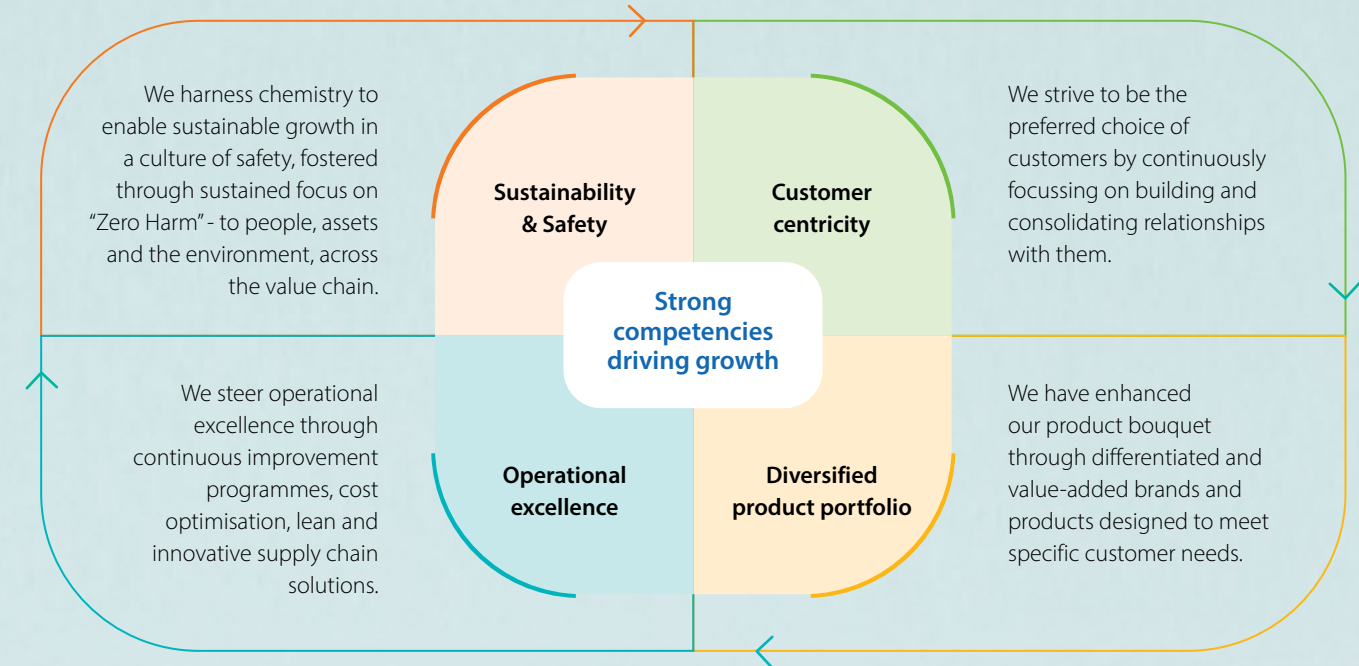 We harness chemistry to
enable sustainable growth in
a culture of safety, fostered
through sustained focus on
“Zero Harm” - to people, assets
and the environment, across
the value chain.
Sustainability
& Safety
Customer
centricity
We strive to be the
preferred choice of
customers by continuously
focussing on building and
consolidating relationships
with them.
Strong
competencies
driving growth
We steer operational
excellence through
continuous improvement
programmes, cost
optimisation, lean and
innovative supply chain
solutions.
Operational
excellence
Diversified
product portfolio
We have enhanced
our product bouquet
through differentiated and
value-added brands and
products designed to meet
specific customer needs.